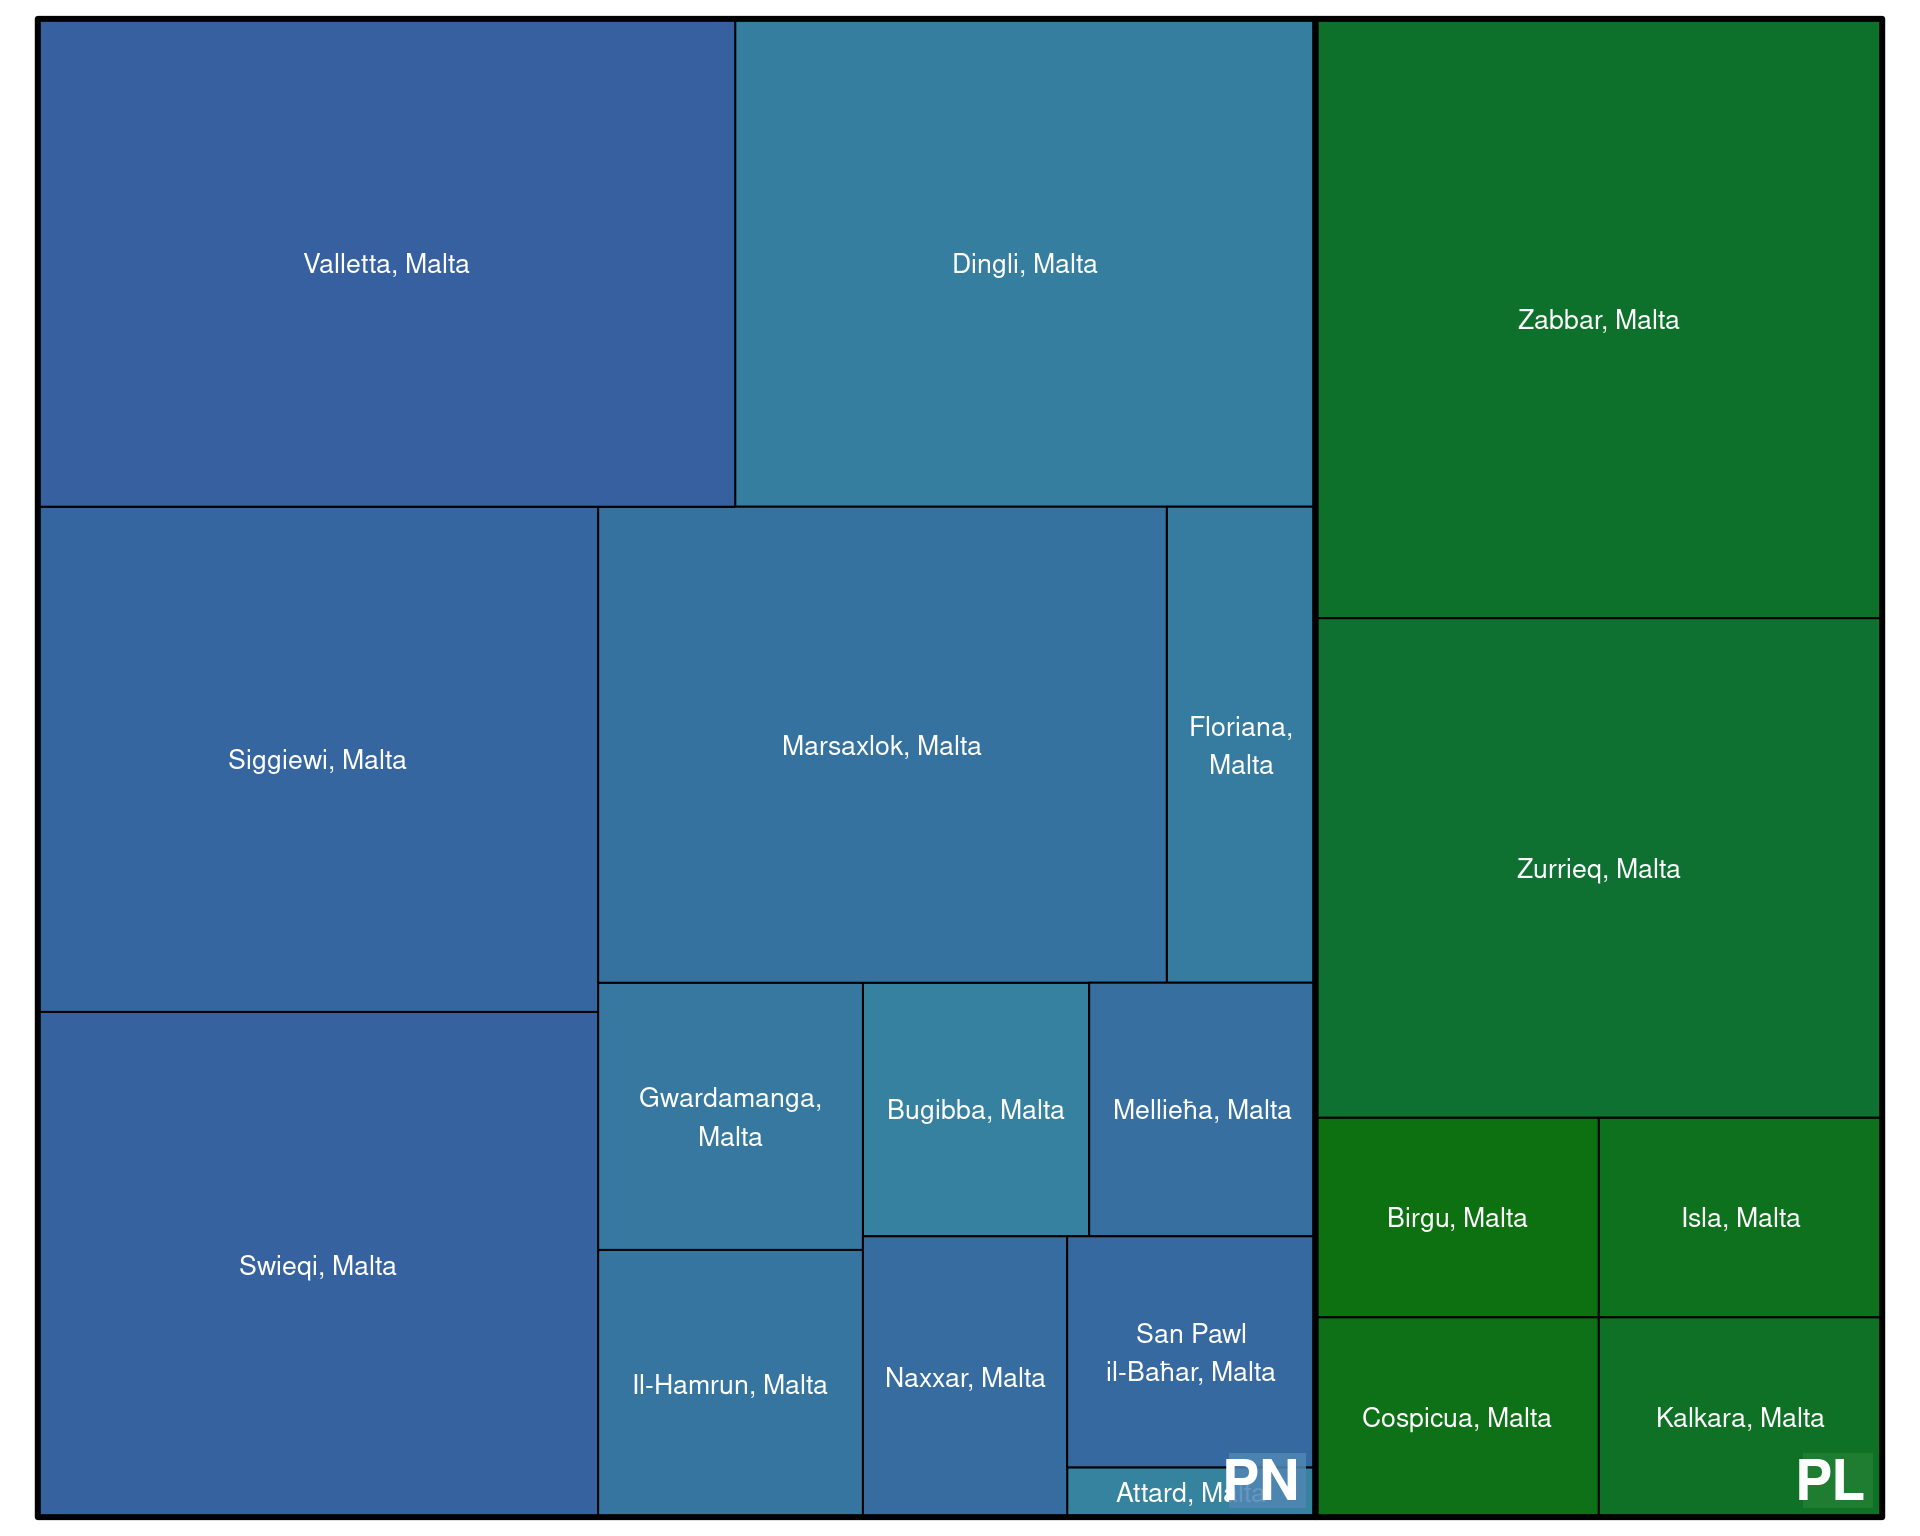 Valletta, Malta
Dingli, Malta
Zabbar, Malta
Siggiewi, Malta
Marsaxlok, Malta
Floriana,
Malta
Zurrieq, Malta
Swieqi, Malta
Gwardamanga,
Malta
Bugibba, Malta
Mellieħa, Malta
Il-Hamrun, Malta
Naxxar, Malta
San Pawl
il-Baħar, Malta
Attard, Malta
PN
Birgu, Malta
Isla, Malta
Cospicua, Malta
Kalkara, Malta
PL